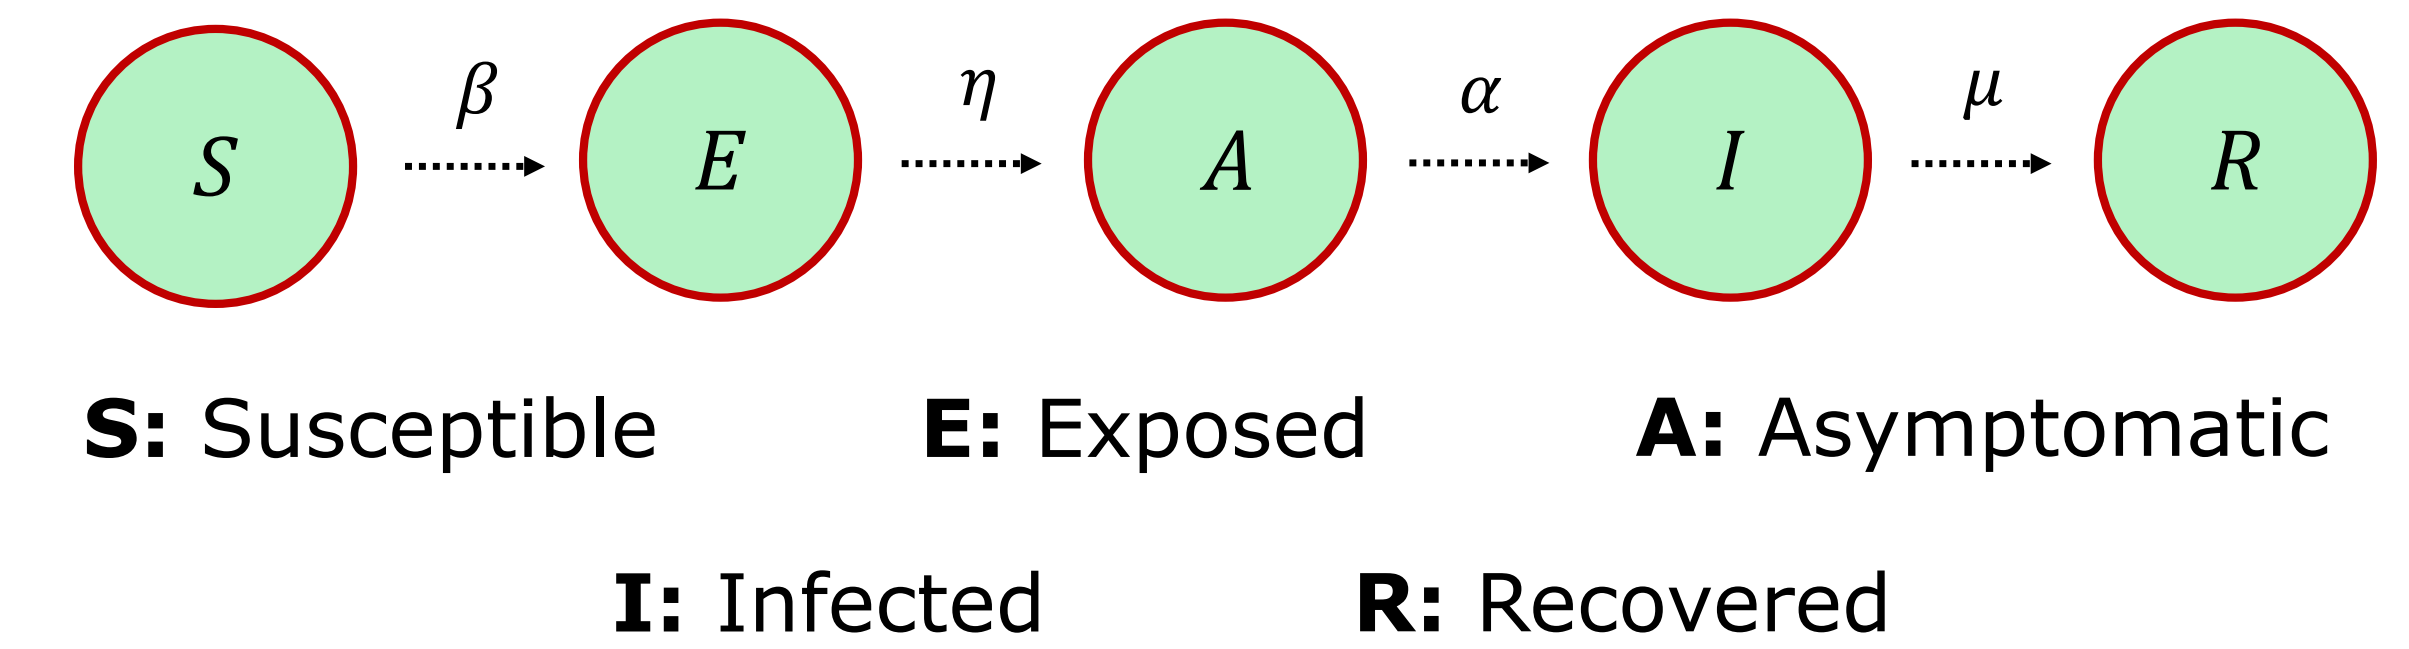 β η α μ
S E A I R
S: Susceptible E: Exposed A: Asymptomatic
I: Infected R: Recovered